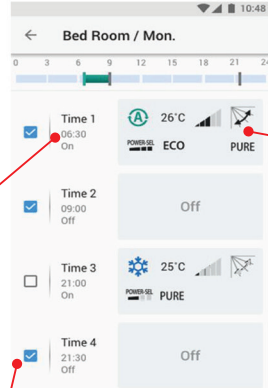 10:48
Bed Room / Mon.
0 3 6 9 12 15 18 21 24
Time 1
06:30
On
A 26°C
POWER-SEL ECO PURE
Time 2
09:00
Off
Off
Time 3
21:00
On
25°C
POWER-SEL PURE
Time 4
21:30
Off
Off